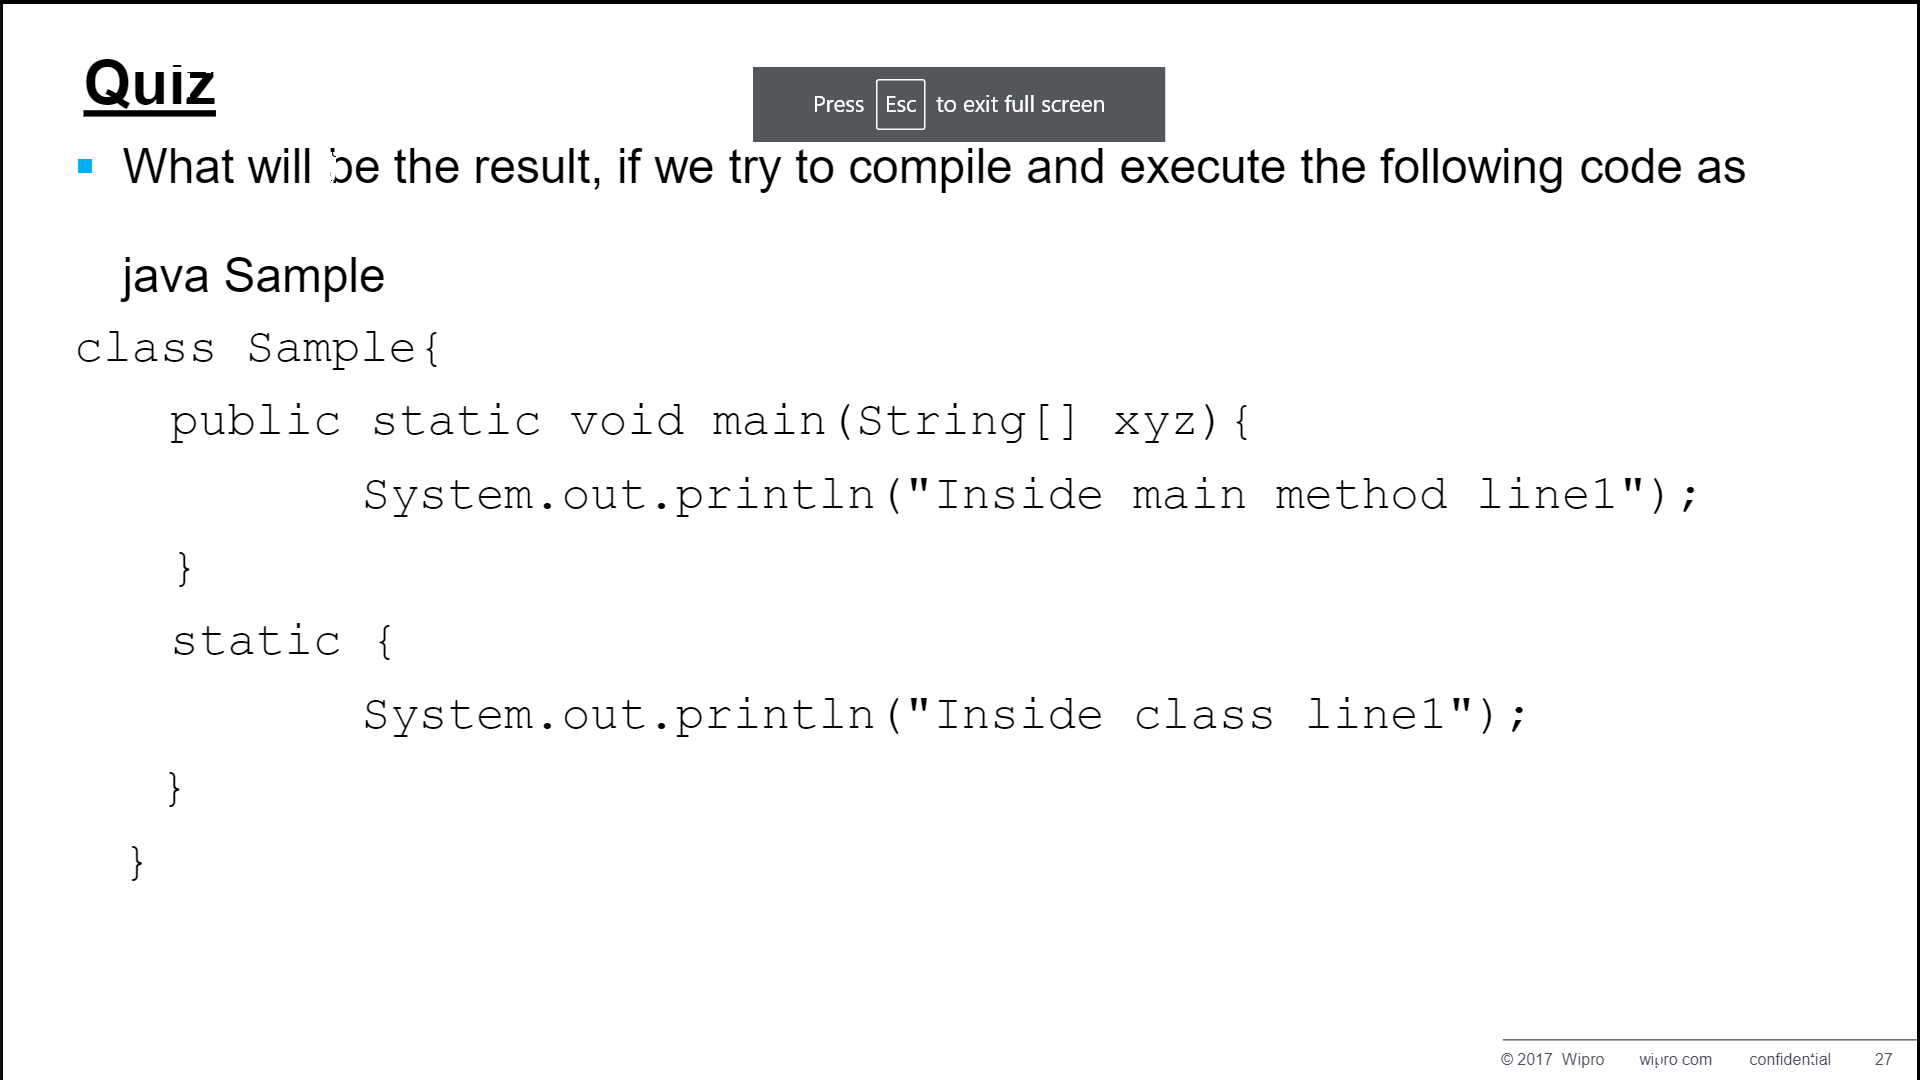 Quiz
Press Esc to exit full screen
What will be the result, if we try to compile and execute the following code as
java Sample
class Sample{
public static void main(String[] xyz){
System.out.println("Inside main method line1");
}
static {
System.out.println("Inside class line1");
}
}
© 2017 Wipro wipro com confidential 27